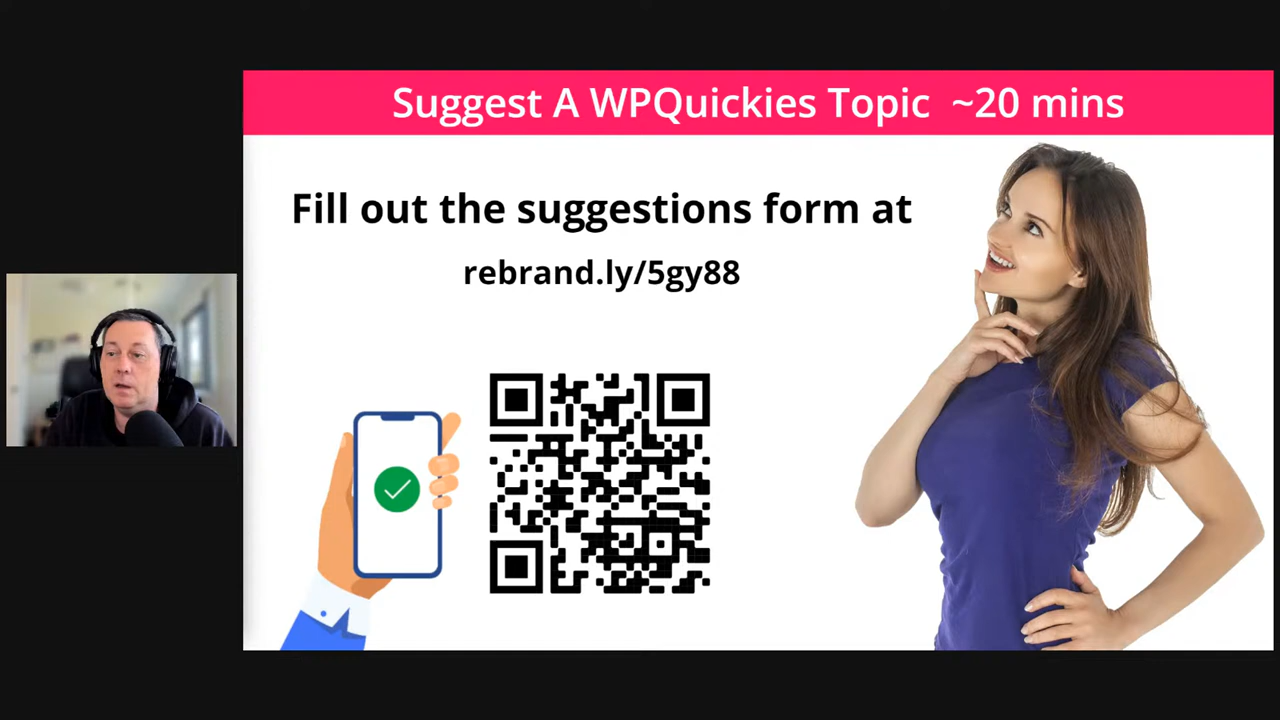 Suggest A WPQuickies Topic ~20 mins
Fill out the suggestions form at
rebrand.ly/5gy88